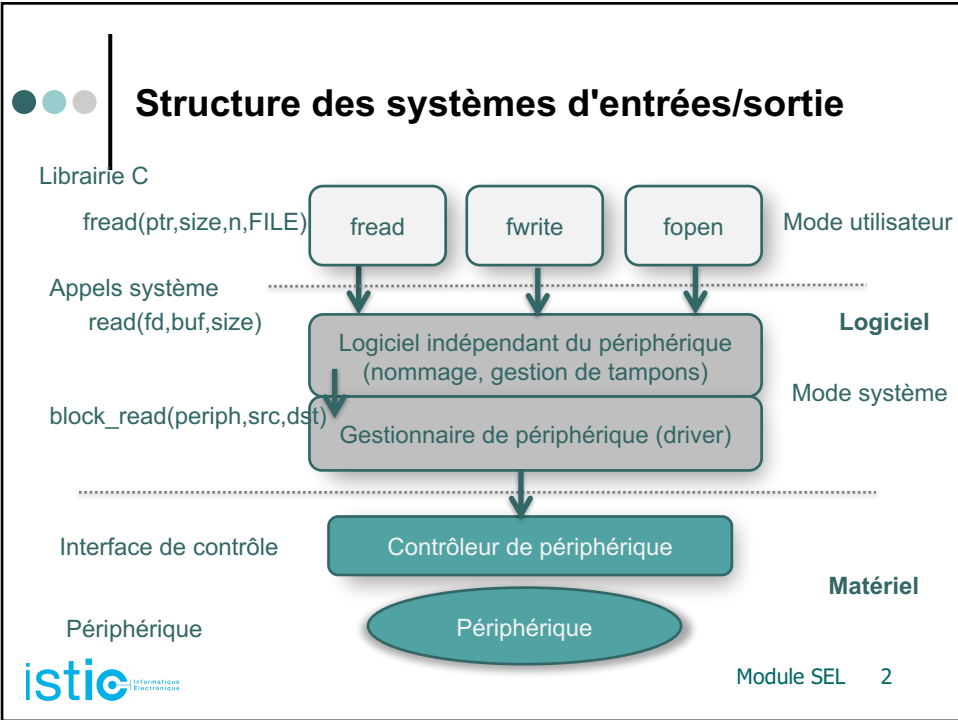 Structure des systèmes d'entrées/sortie
Librairie C
fread(ptr,size,n,FILE)
fread
fwrite
fopen
Mode utilisateur
Appels système
read(fd,buf,size)
Logiciel
Logiciel indépendant du périphérique
(nommage, gestion de tampons)
Mode système
block_read(periph,src,dst)
Gestionnaire de périphérique (driver)
Interface de contrôle
Contrôleur de périphérique
Matériel
Périphérique
Périphérique
istic Informatique
Électronique
Module SEL 2